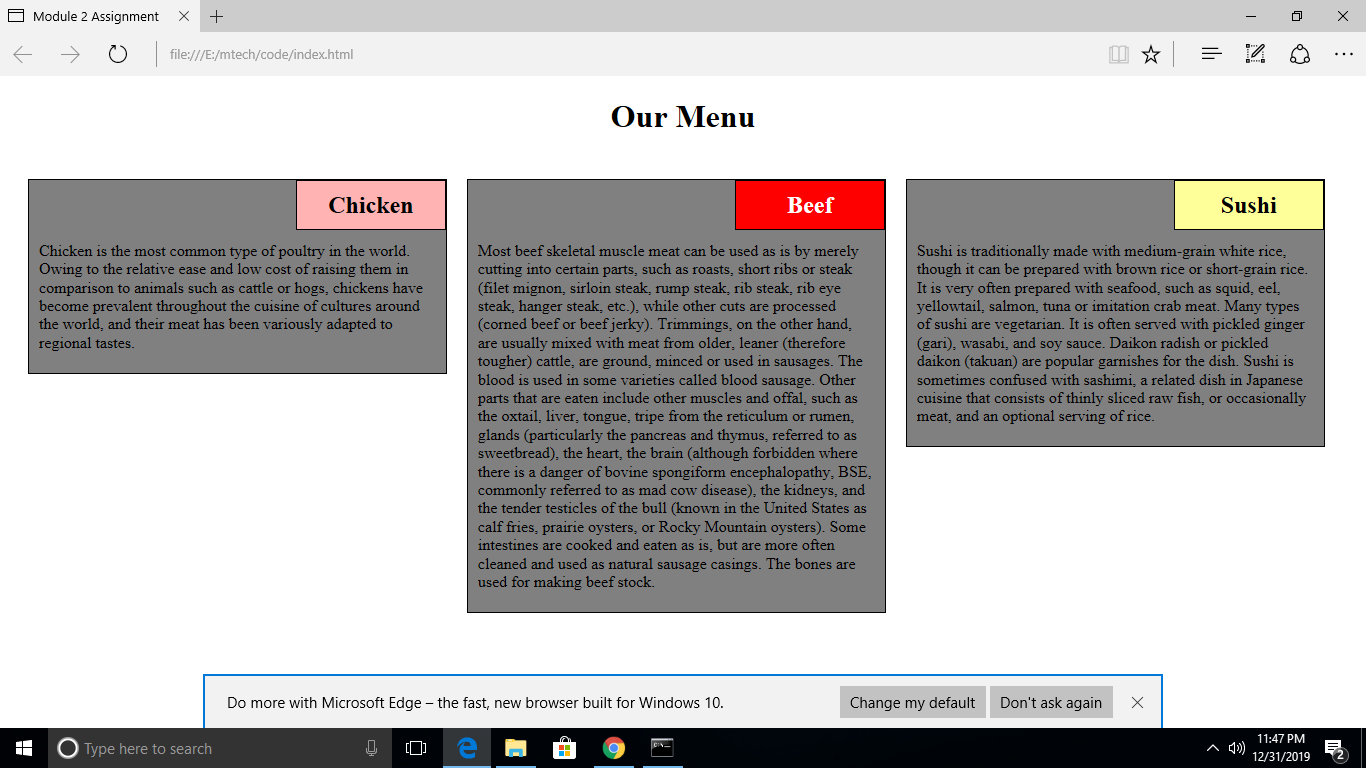 Module 2 Assignment
file:///E:/mtech/code/index.html
Our Menu
Chicken
Chicken is the most common type of poultry in the world.
Owing to the relative ease and low cost of raising them in
comparison to animals such as cattle or hogs, chickens have
become prevalent throughout the cuisine of cultures around
the world, and their meat has been variously adapted to
regional tastes.
Beef
Most beef skeletal muscle meat can be used as is by merely
cutting into certain parts, such as roasts, short ribs or steak
(filet mignon, sirloin steak, rump steak, rib steak, rib eye
steak, hanger steak, etc.), while other cuts are processed
(corned beef or beef jerky). Trimmings, on the other hand,
are usually mixed with meat from older, leaner (therefore
tougher) cattle, are ground, minced or used in sausages. The
blood is used in some varieties called blood sausage. Other
parts that are eaten include other muscles and offal, such as
the oxtail, liver, tongue, tripe from the reticulum or rumen,
glands (particularly the pancreas and thymus, referred to as
sweetbread), the heart, the brain (although forbidden where
there is a danger of bovine spongiform encephalopathy, BSE,
commonly referred to as mad cow disease), the kidneys, and
the tender testicles of the bull (known in the United States as
calf fries, prairie oysters, or Rocky Mountain oysters). Some
intestines are cooked and eaten as is, but are more often
cleaned and used as natural sausage casings. The bones are
used for making beef stock.
Sushi
Sushi is traditionally made with medium-grain white rice,
though it can be prepared with brown rice or short-grain rice.
It is very often prepared with seafood, such as squid, eel,
yellowtail, salmon, tuna or imitation crab meat. Many types
of sushi are vegetarian. It is often served with pickled ginger
(gari), wasabi, and soy sauce. Daikon radish or pickled
daikon (takuan) are popular garnishes for the dish. Sushi is
sometimes confused with sashimi, a related dish in Japanese
cuisine that consists of thinly sliced raw fish, or occasionally
meat, and an optional serving of rice.
Do more with Microsoft Edge – the fast, new browser built for Windows 10.
Change my default
Don't ask again
Type here to search
11:47 PM
12/31/2019
2